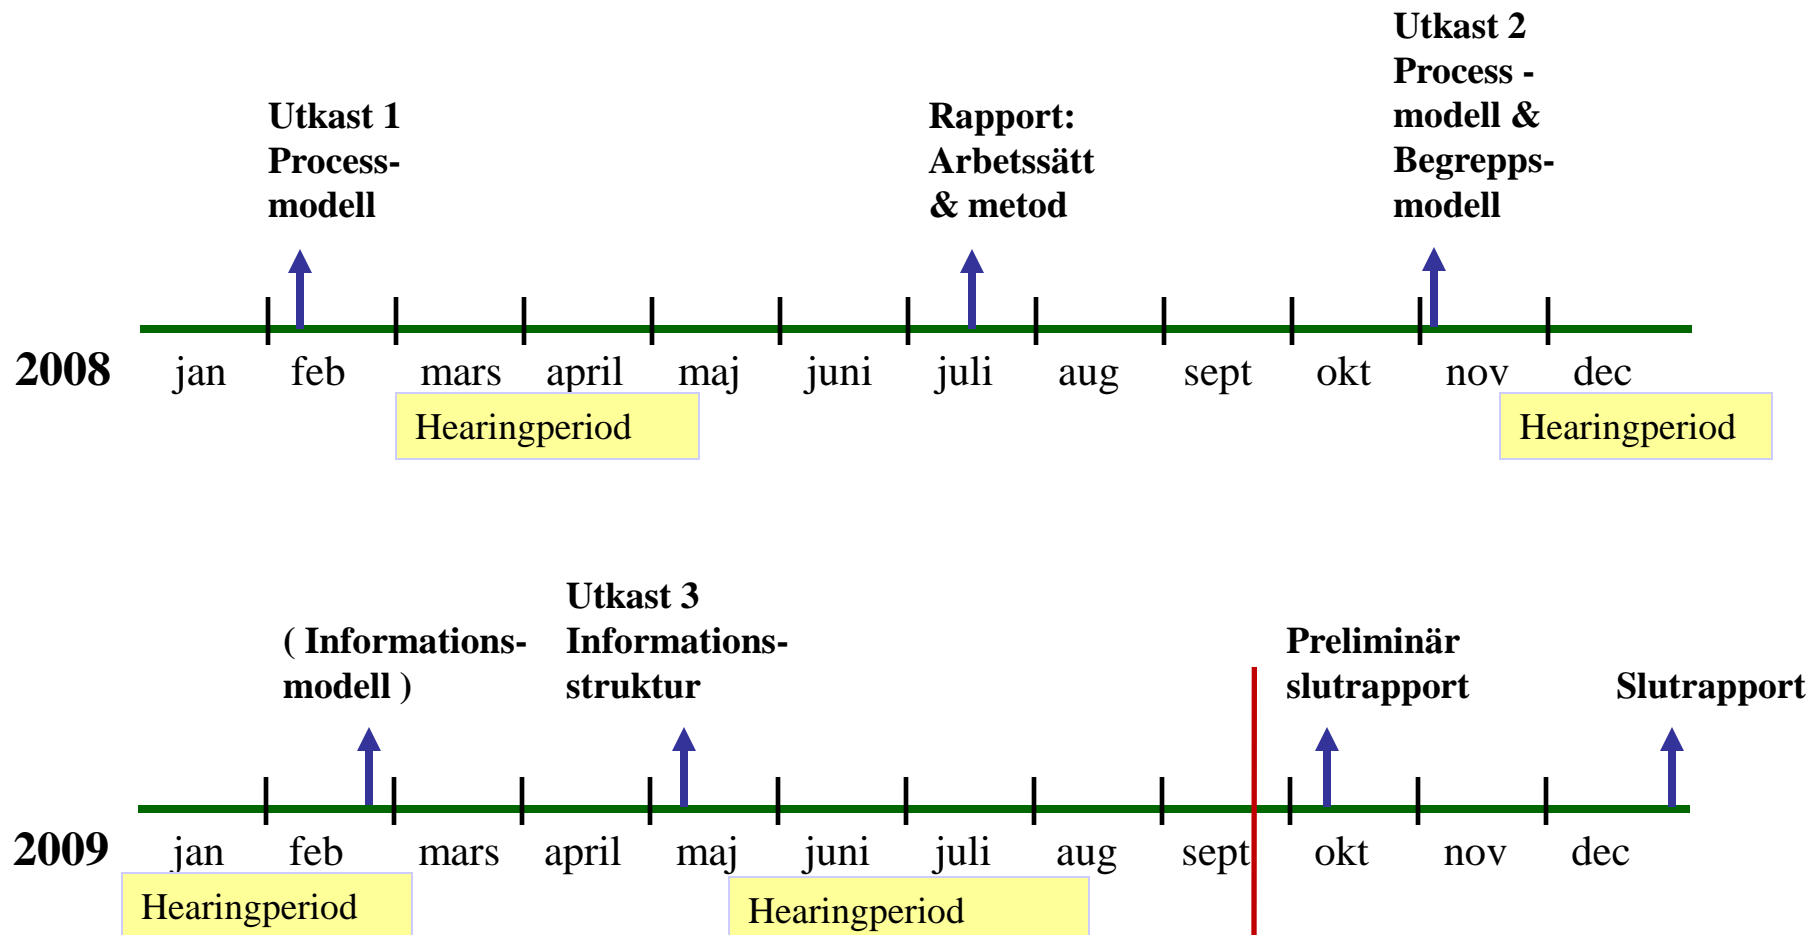 Utkast 1
Process-
modell
Rapport:
Arbetssätt
& metod
Utkast 2
Process -
modell &
Begrepps-
modell
2008 jan feb mars april maj juni juli aug sept okt nov dec
Hearingperiod Hearingperiod
( Informations-
modell )
Utkast 3
Informations-
struktur
Preliminär
slutrapport
Slutrapport
2009 jan feb mars april maj juni juli aug sept okt nov dec
Hearingperiod Hearingperiod